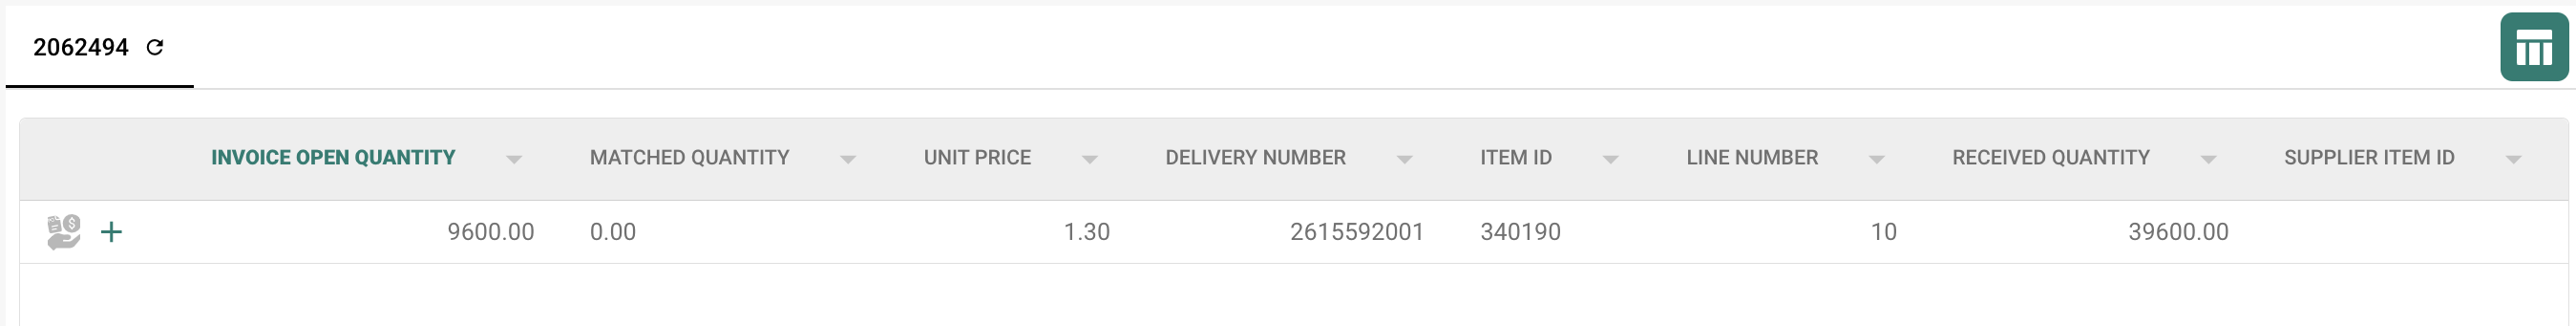 2062494
INVOICE OPEN QUANTITY MATCHED QUANTITY UNIT PRICE DELIVERY NUMBER ITEM ID LINE NUMBER RECEIVED QUANTITY SUPPLIER ITEM ID
9600.00 0.00 1.30 2615592001 340190 10 39600.00